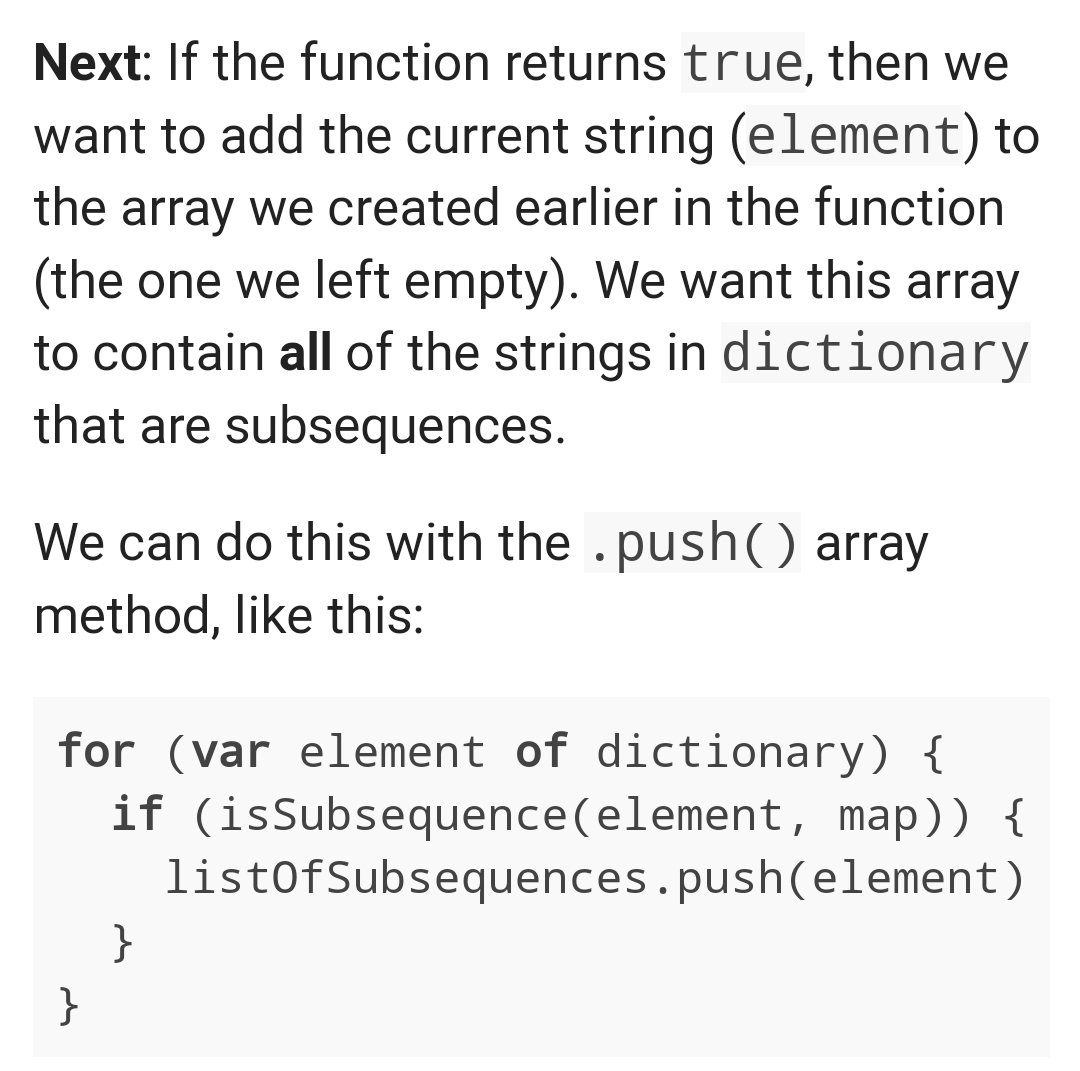 Next: If the function returns true, then we
want to add the current string (element) to
the array we created earlier in the function
(the one we left empty). We want this array
to contain all of the strings in dictionary
that are subsequences.
We can do this with the .push() array
method, like this:
for (var element of dictionary) {
  if (isSubsequence(element, map)) {
    listOfSubsequences.push(element)
  }
}